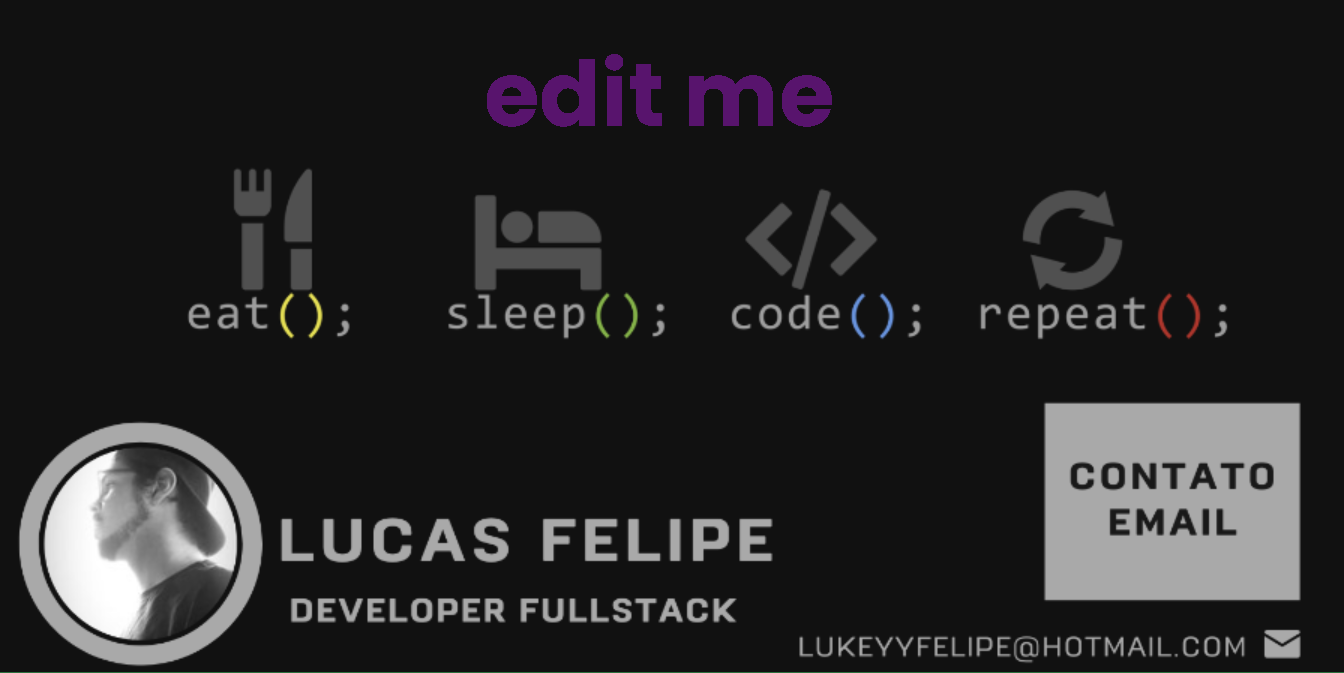 edit me
eat(); sleep(); code(); repeat();
CONTATO
EMAIL
LUCAS FELIPE
DEVELOPER FULLSTACK
LUKEYYFELIPE@HOTMAIL.COM